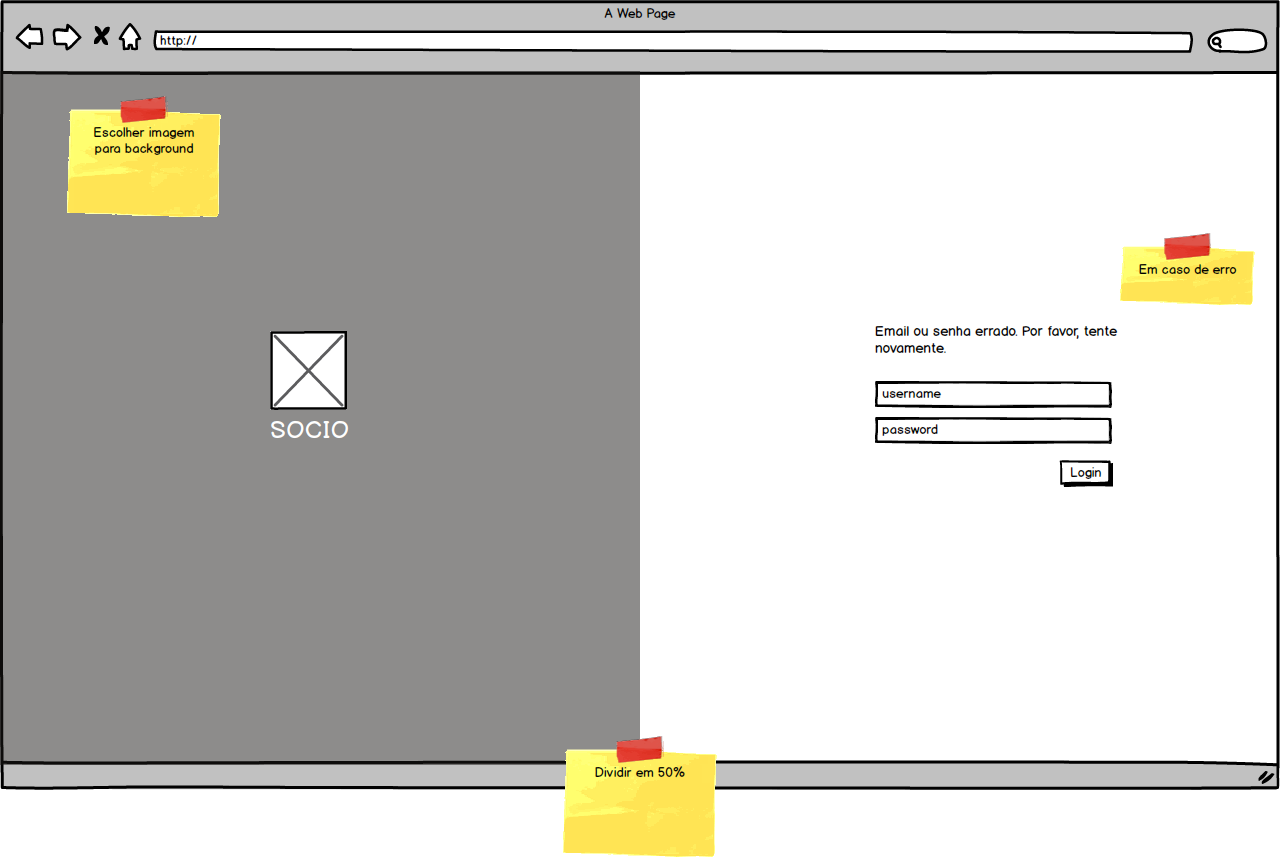 A Web Page
http://
Escolher imagem
para background
Em caso de erro
Email ou senha errado. Por favor, tente
novamente.
username
password
SOCIO
Login
Dividir em 50%